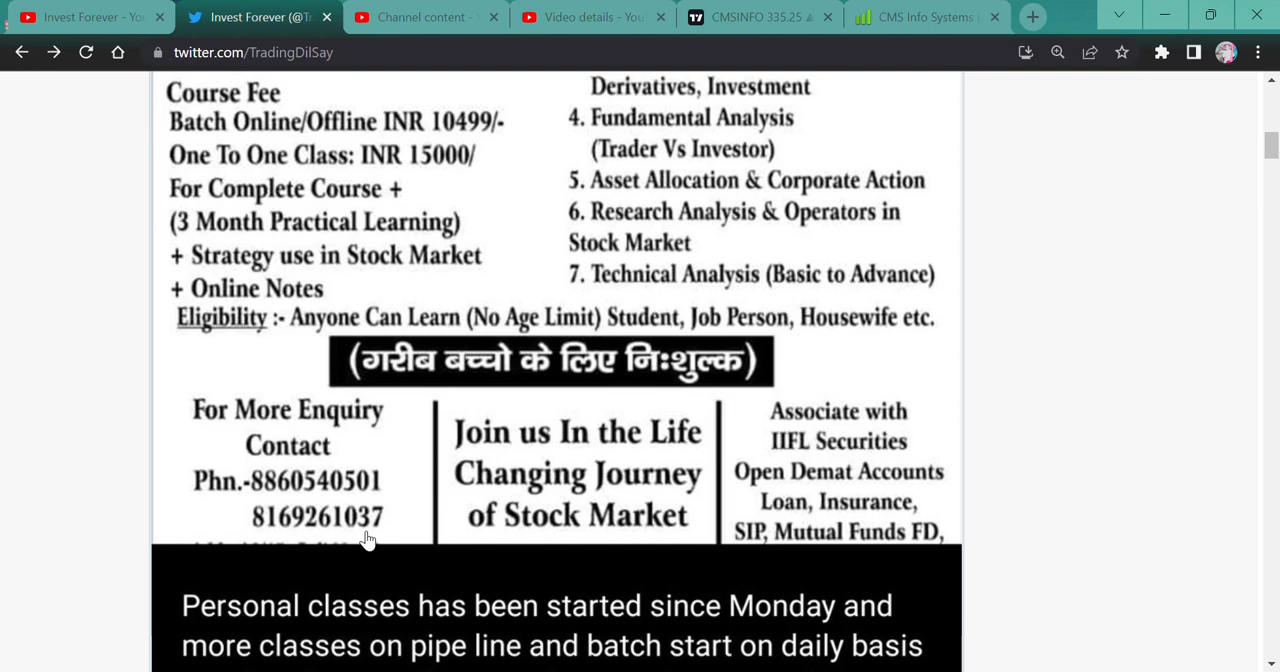 Invest Forever - You
Invest Forever (@Tr
Channel content -
Video details - You
CMSINFO 335.25
CMS Info Systems
twitter.com/TradingDilSay
Course Fee
Batch Online/Offline INR 10499/-
One To One Class: INR 15000/
For Complete Course +
(3 Month Practical Learning)
+ Strategy use in Stock Market
+ Online Notes
Derivatives, Investment
4. Fundamental Analysis
(Trader Vs Investor)
5. Asset Allocation & Corporate Action
6. Research Analysis & Operators in
Stock Market
7. Technical Analysis (Basic to Advance)
Eligibility :- Anyone Can Learn (No Age Limit) Student, Job Person, Housewife etc.
(गरीब बच्चो के लिए निःशुल्क)
For More Enquiry
Contact
Phn.-8860540501
8169261037
Join us In the Life
Changing Journey
of Stock Market
Associate with
IIFL Securities
Open Demat Accounts
Loan, Insurance,
SIP, Mutual Funds FD,
Personal classes has been started since Monday and
more classes on pipe line and batch start on daily basis